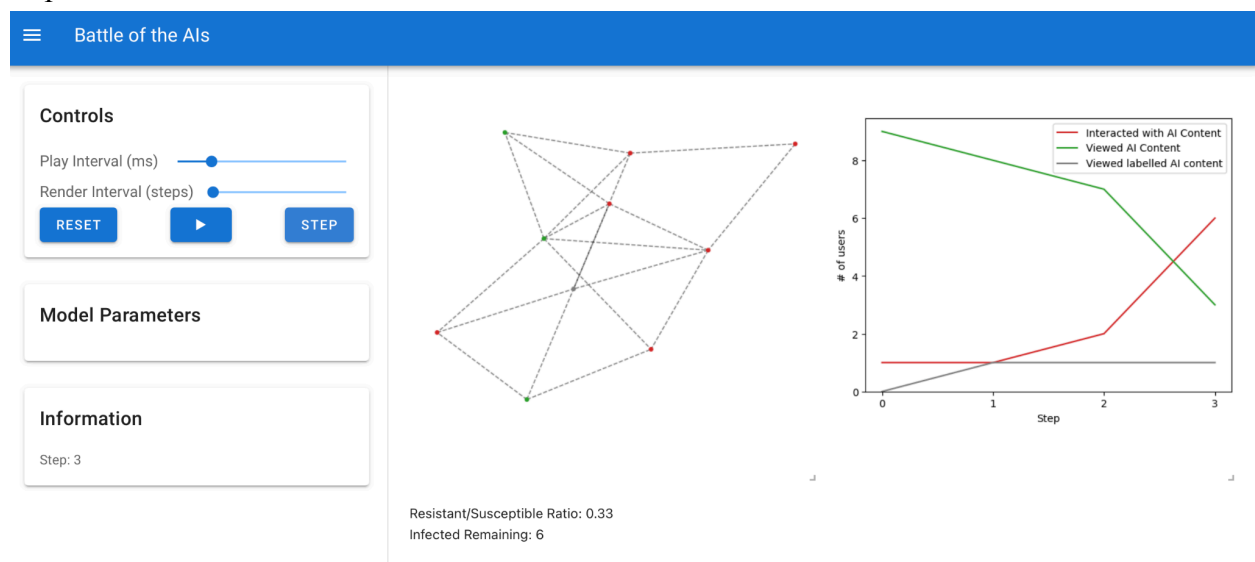 Battle of the AIs
Controls
Play Interval (ms)
Render Interval (steps)
RESET
STEP
Model Parameters
Information
Step: 3
Interacted with AI Content
Viewed AI Content
Viewed labelled AI content
# of users
8
6
4
2
0
0 1 2 3
Step
Resistant/Susceptible Ratio: 0.33
Infected Remaining: 6